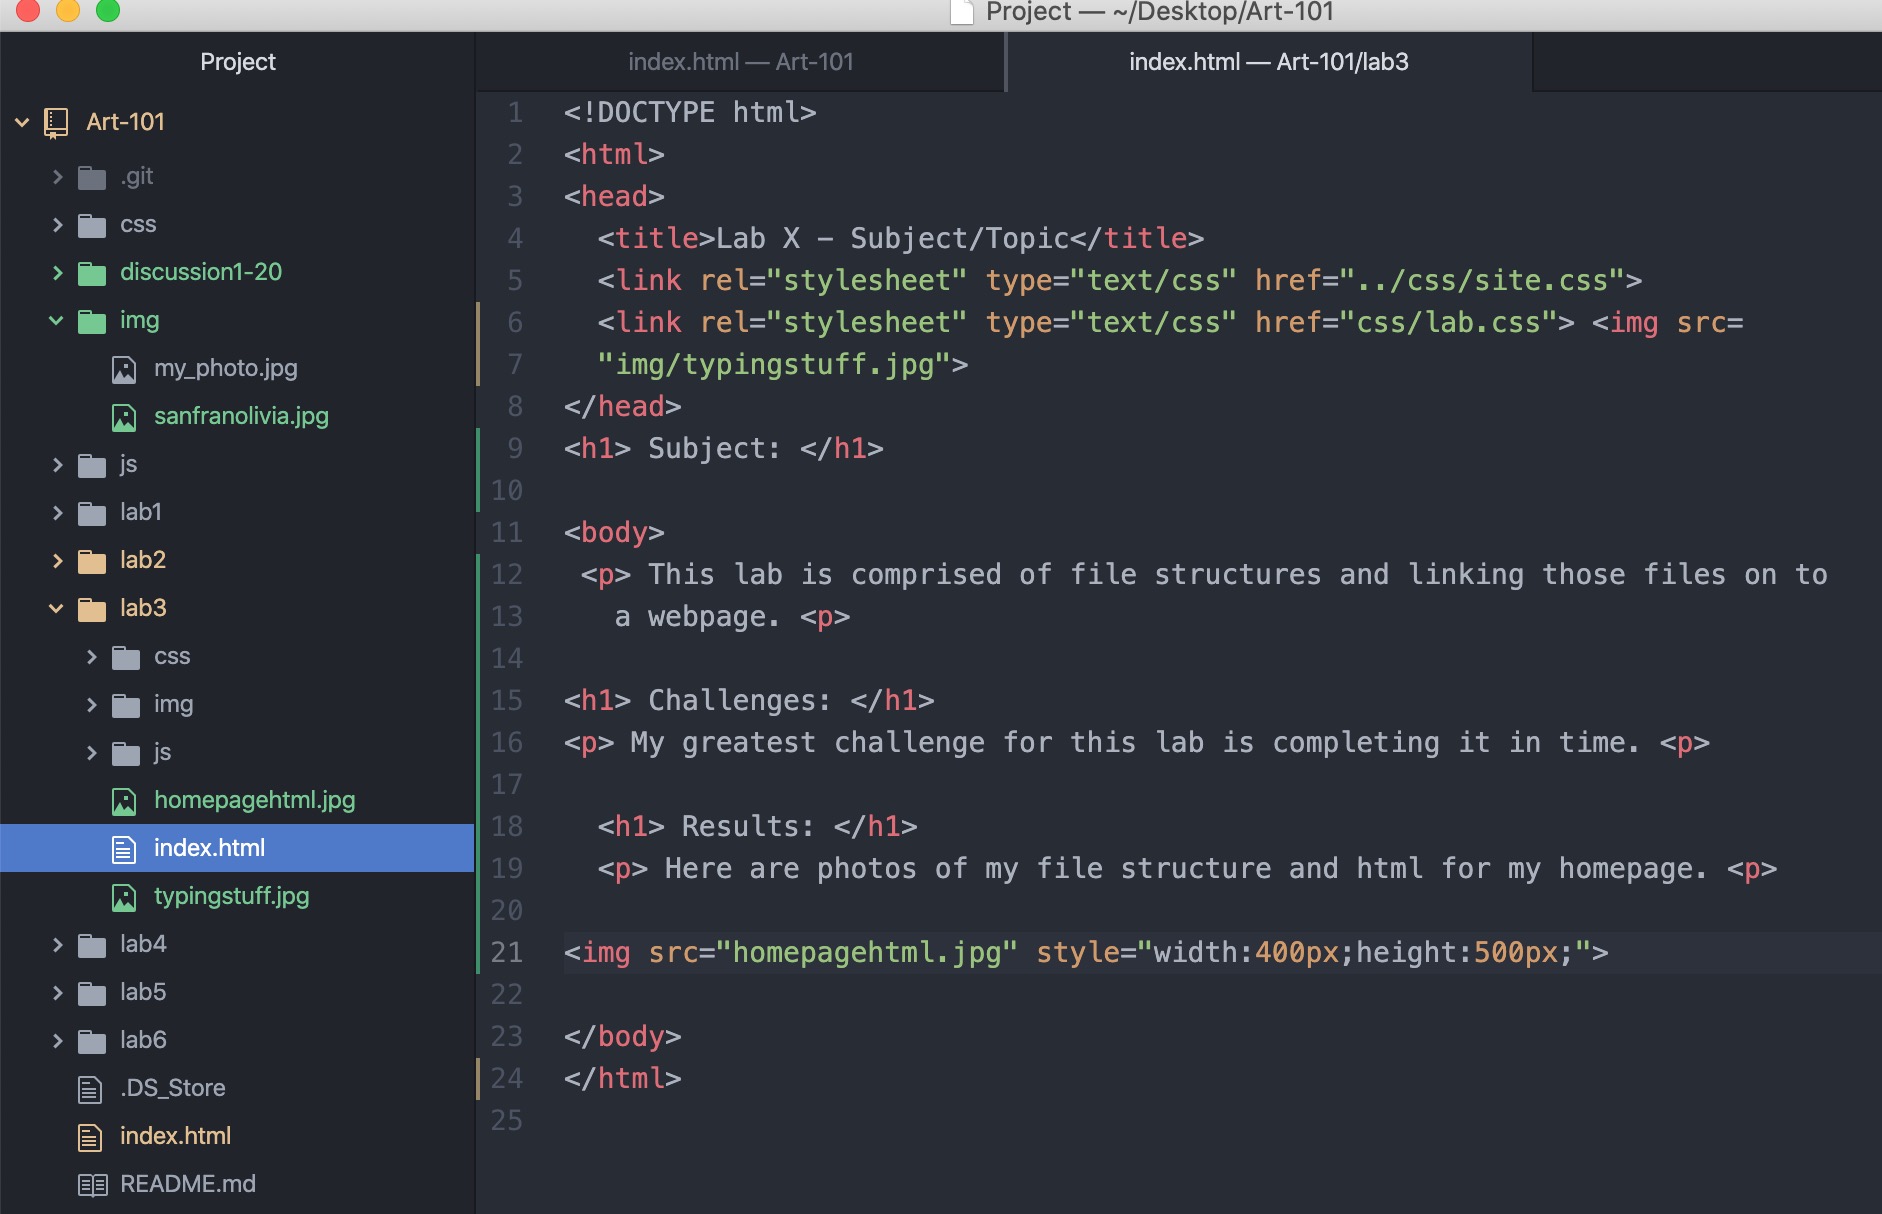 Project — ~/Desktop/Art-101
Project
Art-101
.git
css
discussion1-20
img
my_photo.jpg
sanfranolivia.jpg
js
lab1
lab2
lab3
css
img
js
homepagehtml.jpg
index.html
typingstuff.jpg
lab4
lab5
lab6
.DS_Store
index.html
README.md
index.html — Art-101
index.html — Art-101/lab3
1 <!DOCTYPE html>
2 <html>
3 <head>
4   <title>Lab X - Subject/Topic</title>
5   <link rel="stylesheet" type="text/css" href="../css/site.css">
6   <link rel="stylesheet" type="text/css" href="css/lab.css"> <img src=
7   "img/typingstuff.jpg">
8 </head>
9 <h1> Subject: </h1>
10
11 <body>
12  <p> This lab is comprised of file structures and linking those files on to
13    a webpage. <p>
14
15 <h1> Challenges: </h1>
16 <p> My greatest challenge for this lab is completing it in time. <p>
17
18   <h1> Results: </h1>
19   <p> Here are photos of my file structure and html for my homepage. <p>
20
21 <img src="homepagehtml.jpg" style="width:400px;height:500px;">
22
23 </body>
24 </html>
25